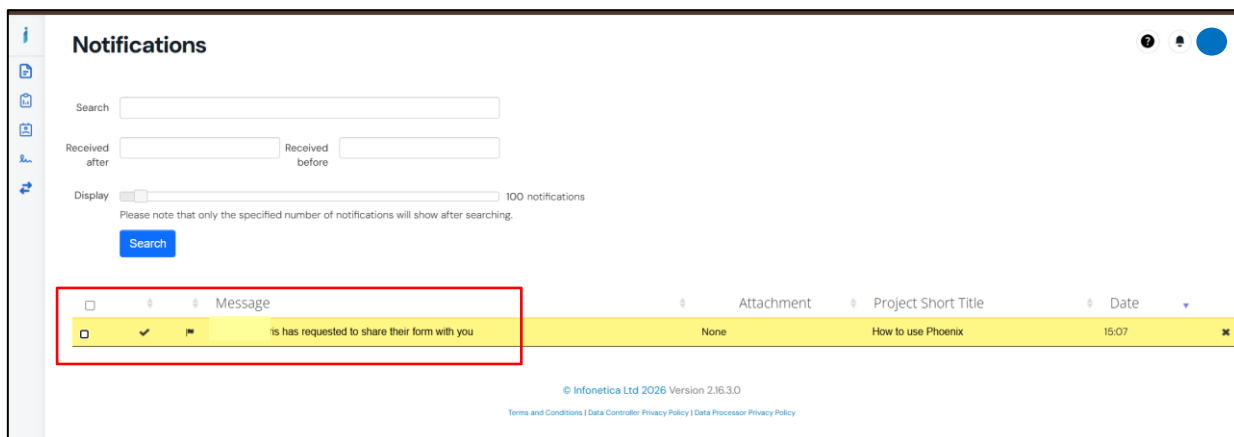 Notifications
Search
Received after
Received before
Display
100 notifications
Please note that only the specified number of notifications will show after searching.
Search
Message Attachment Project Short Title Date
has requested to share their form with you None How to use Phoenix 15:07
© Infonetica Ltd 2026 Version 2.16.3.0
Terms and Conditions | Data Controller Privacy Policy | Data Processor Privacy Policy